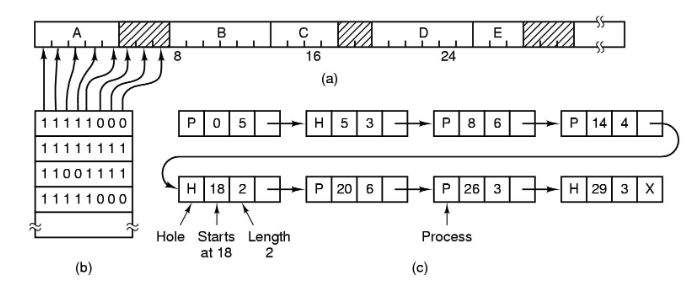 A B C D E
8 16 24
(a)
11111000
P 0 5 H 5 3 P 8 6 P 14 4
11111111
11001111
11111000
H 18 2 P 20 6 P 26 3 H 29 3 X
Hole Starts at 18 Length 2 Process
(b) (c)